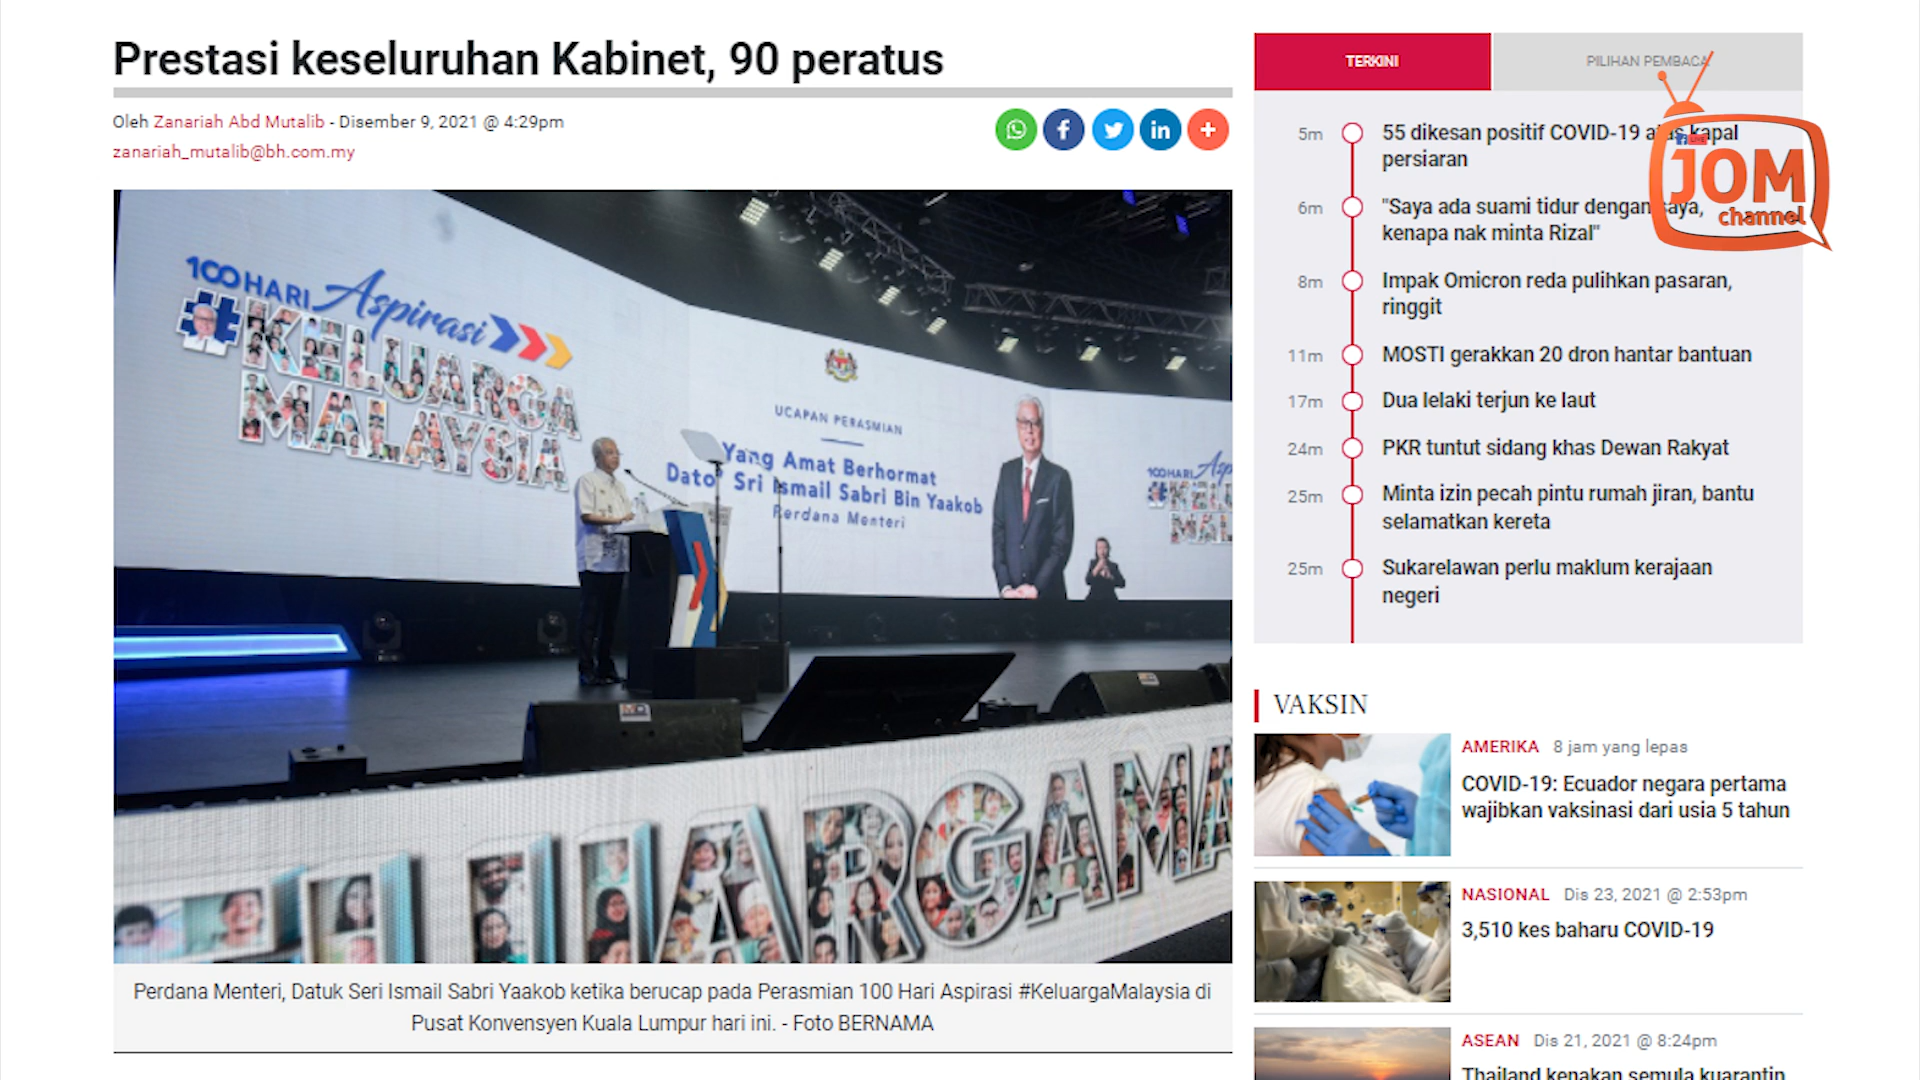 Prestasi keseluruhan Kabinet, 90 peratus
Oleh Zanariah Abd Mutalib - Disember 9, 2021 @ 4:29pm
zanariah_mutalib@bh.com.my
100 HARI Aspirasi
#KELUARGA
MALAYSIA
UCAPAN PERASMIAN
Yang Amat Berhormat
Dato' Sri Ismail Sabri Bin Yaakob
Perdana Menteri
100 HARI
Perdana Menteri, Datuk Seri Ismail Sabri Yaakob ketika berucap pada Perasmian 100 Hari Aspirasi #KeluargaMalaysia di
Pusat Konvensyen Kuala Lumpur hari ini. - Foto BERNAMA
TERKINI
PILIHAN PEMBACA
JOM
channel
5m
55 dikesan positif COVID-19 atas kapal
persiaran
6m
"Saya ada suami tidur dengan saya,
kenapa nak minta Rizal"
8m
Impak Omicron reda pulihkan pasaran,
ringgit
11m
MOSTI gerakkan 20 dron hantar bantuan
17m
Dua lelaki terjun ke laut
24m
PKR tuntut sidang khas Dewan Rakyat
25m
Minta izin pecah pintu rumah jiran, bantu
selamatkan kereta
25m
Sukarelawan perlu maklum kerajaan
negeri
VAKSIN
AMERIKA 8 jam yang lepas
COVID-19: Ecuador negara pertama
wajibkan vaksinasi dari usia 5 tahun
NASIONAL Dis 23, 2021 @ 2:53pm
3,510 kes baharu COVID-19
ASEAN Dis 21, 2021 @ 8:24pm
Thailand kenakan semula kuarantin